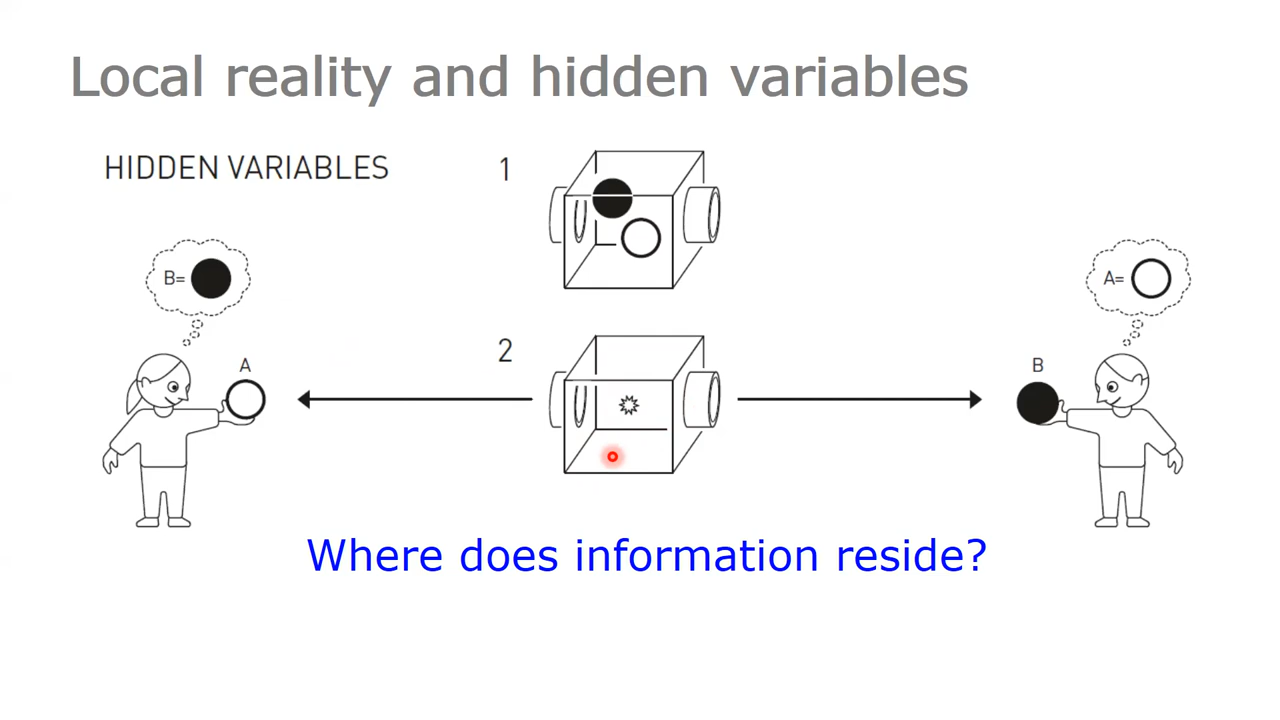 Local reality and hidden variables
HIDDEN VARIABLES
1
B=
A=
2
A
B
Where does information reside?